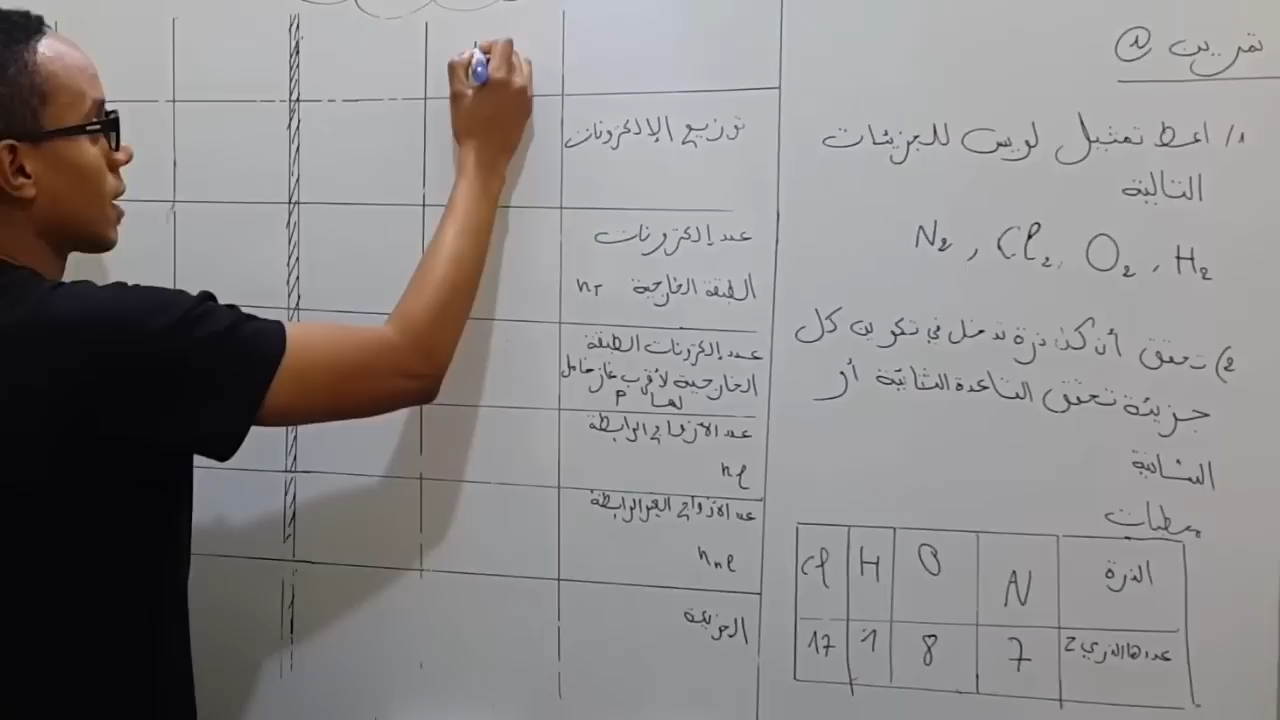 تمرين ①
1/ اعط تمثيل لويس للجزيئات
التالية
H2 , O2 , Cl2 , N2
2) تحقق أن كل ذرة تدخل في تكوين كل
جزيئة تحقق القاعدة الثنائية أو
الثمانية
معطيات
الذرة N O H Cl
عددها الذري Z 7 8 1 17
توزيع الإلكترونات
عدد إلكترونات
الطبقة الخارجية nr
عدد إلكترونات الطبقة
الخارجية لأقرب غاز خامل
لها P
عدد الأزواج الرابطة
nl
عدد الأزواج الغير الرابطة
nnl
الجزيئة